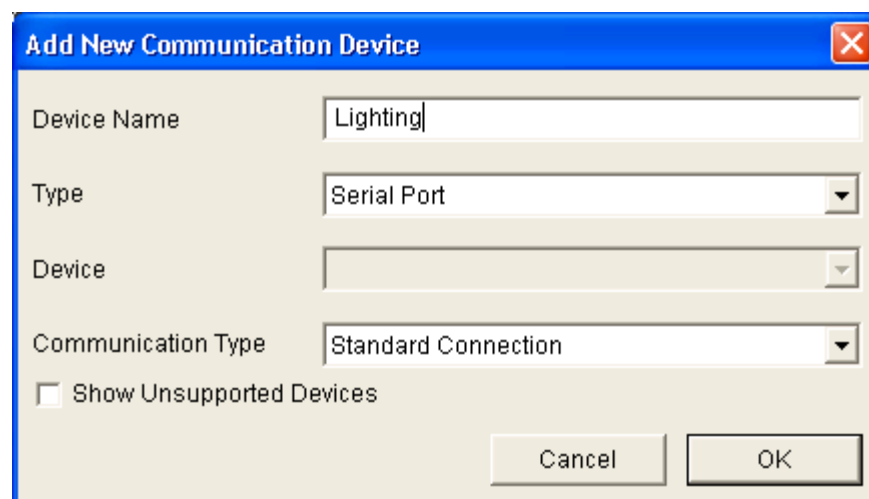 Add New Communication Device
Device Name Lighting
Type Serial Port
Device
Communication Type Standard Connection
Show Unsupported Devices
Cancel OK